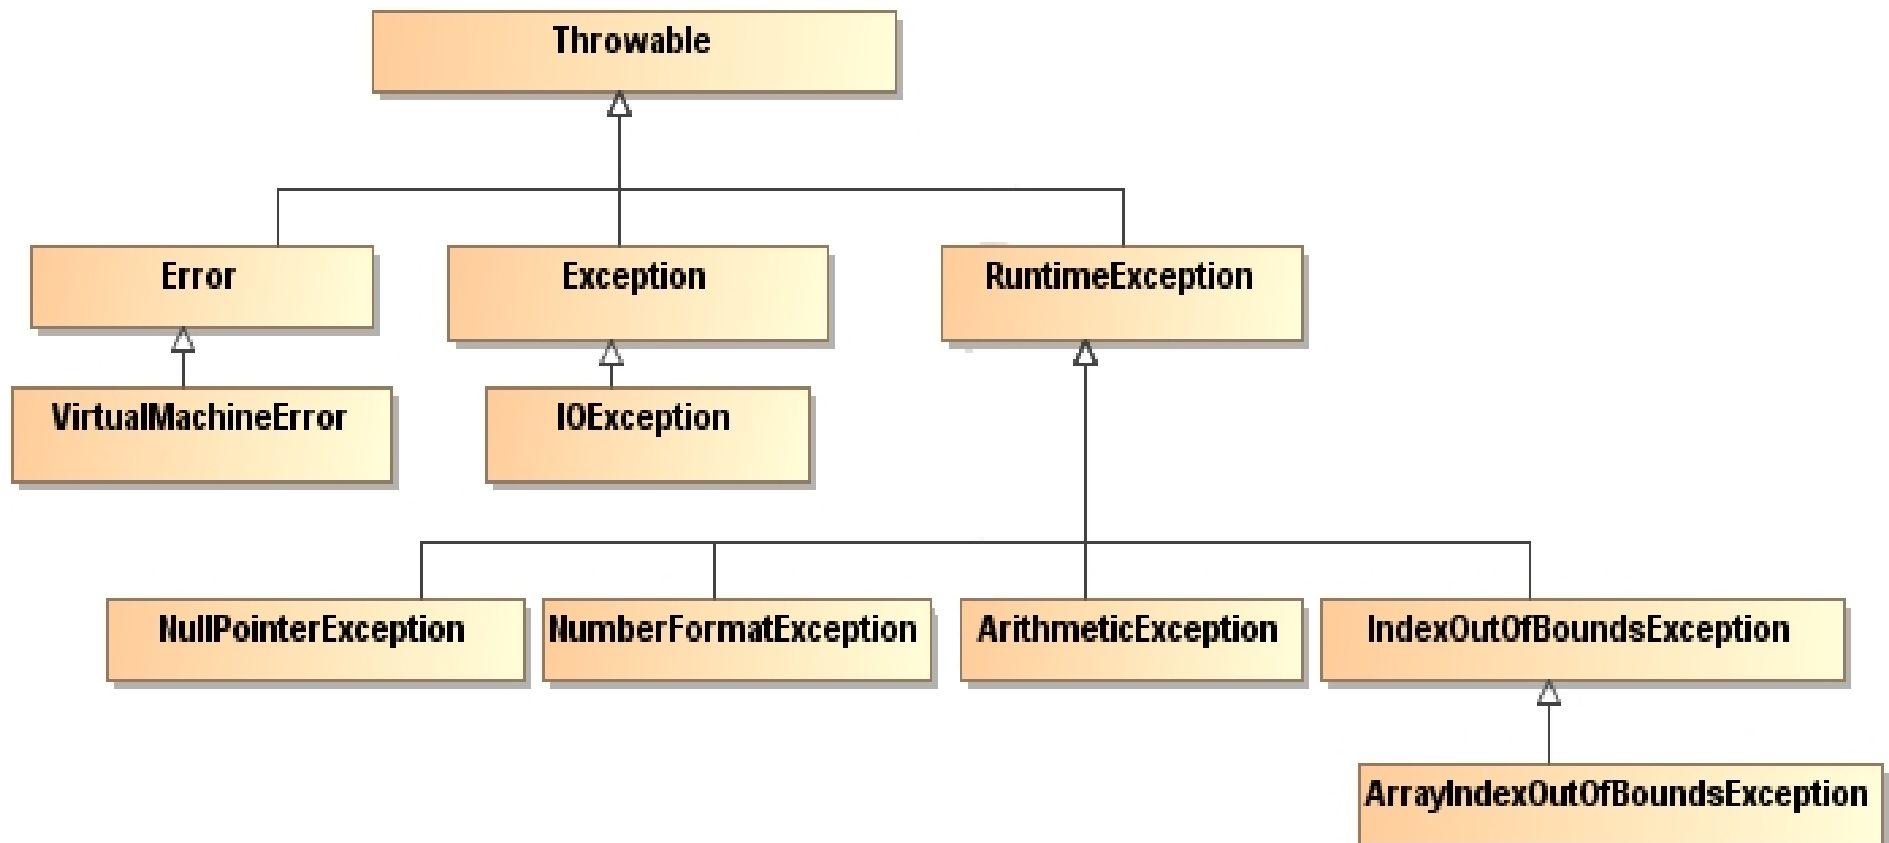 Throwable
Error
Exception
RuntimeException
VirtualMachineError
IOException
NullPointerException
NumberFormatException
ArithmeticException
IndexOutOfBoundsException
ArrayIndexOutOfBoundsException